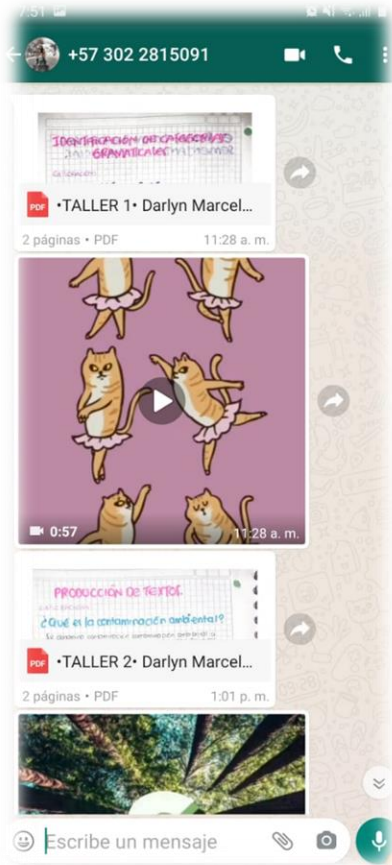 7:51
+57 302 2815091
IDENTIFICACIÓN DE CATEGORÍAS
GRAMATICALES
PDF •TALLER 1• Darlyn Marcel...
2 páginas • PDF 11:28 a. m.
0:57 11:28 a. m.
PRODUCCIÓN DE TEXTOS
¿Qué es la contaminación ambiental?
PDF •TALLER 2• Darlyn Marcel...
2 páginas • PDF 1:01 p. m.
Escribe un mensaje